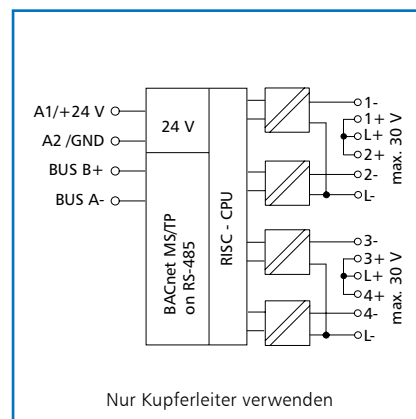 A1/+24 V
A2 /GND
BUS B+
BUS A-
24 V
BACnet MS/TP
on RS-485
RISC - CPU
1-
1+
L+
2+
max. 30 V
2-
L-
3-
3+
L+
4+
max. 30 V
4-
L-
Nur Kupferleiter verwenden